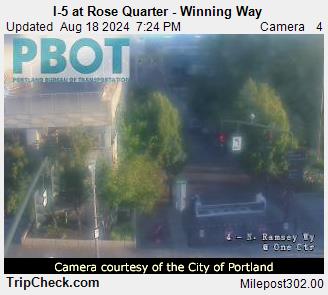 I-5 at Rose Quarter - Winning Way
Updated Aug 18 2024 7:24 PM Camera 4
PBOT
PORTLAND BUREAU OF TRANSPORTATION
4 - N. Ramsey Wy
@ One Ctr
Camera courtesy of the City of Portland
TripCheck.com Milepost302.00